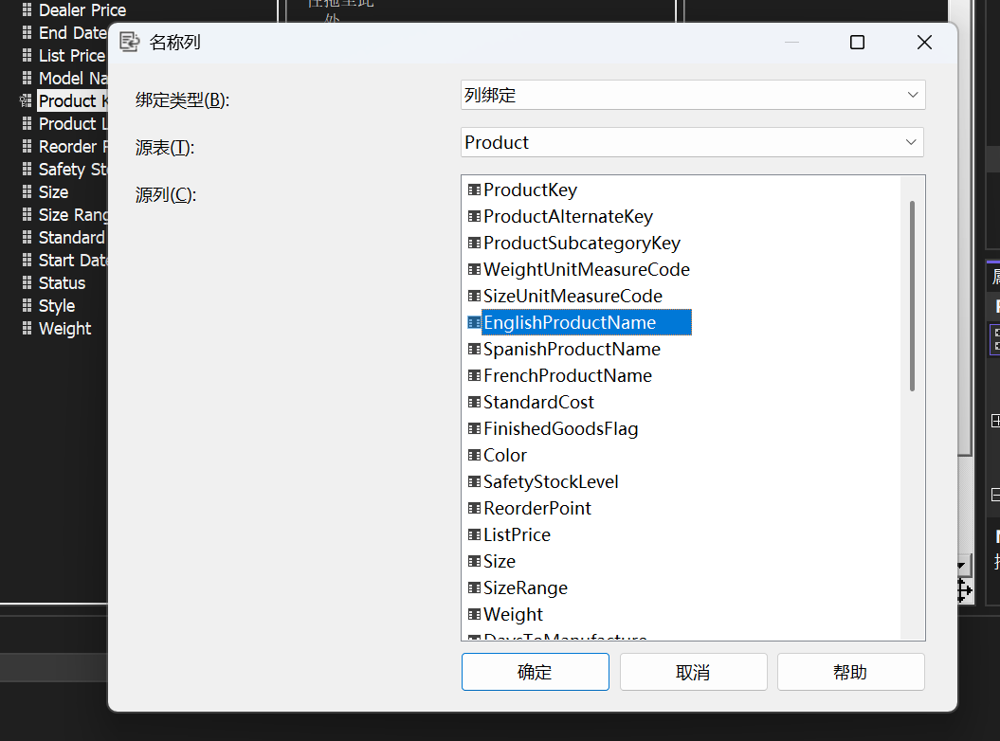 Dealer Price
End Date
List Price
Model Na
Product K
Product L
Reorder P
Safety Sto
Size
Size Rang
Standard
Start Date
Status
Style
Weight
名称列
绑定类型(B):
列绑定
源表(T):
Product
源列(C):
ProductKey
ProductAlternateKey
ProductSubcategoryKey
WeightUnitMeasureCode
SizeUnitMeasureCode
EnglishProductName
SpanishProductName
FrenchProductName
StandardCost
FinishedGoodsFlag
Color
SafetyStockLevel
ReorderPoint
ListPrice
Size
SizeRange
Weight
DaysToManufacture
确定
取消
帮助